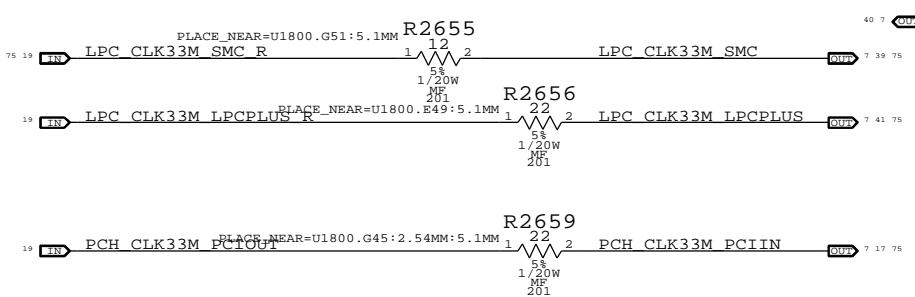 40 7 OUT
R2655
PLACE_NEAR=U1800.G51:5.1MM
75 19 IN LPC_CLK33M_SMC_R 1 12 2 LPC_CLK33M_SMC OUT 7 39 75
5%
1/20W
MF
201
R2656
PLACE_NEAR=U1800.E49:5.1MM
19 IN LPC_CLK33M_LPCPLUS_R 1 22 2 LPC_CLK33M_LPCPLUS OUT 7 41 75
5%
1/20W
MF
201
R2659
PLACE_NEAR=U1800.G45:2.54MM:5.1MM
19 IN PCH_CLK33M_PCIOUT 1 22 2 PCH_CLK33M_PCIIN OUT 7 17 75
5%
1/20W
MF
201